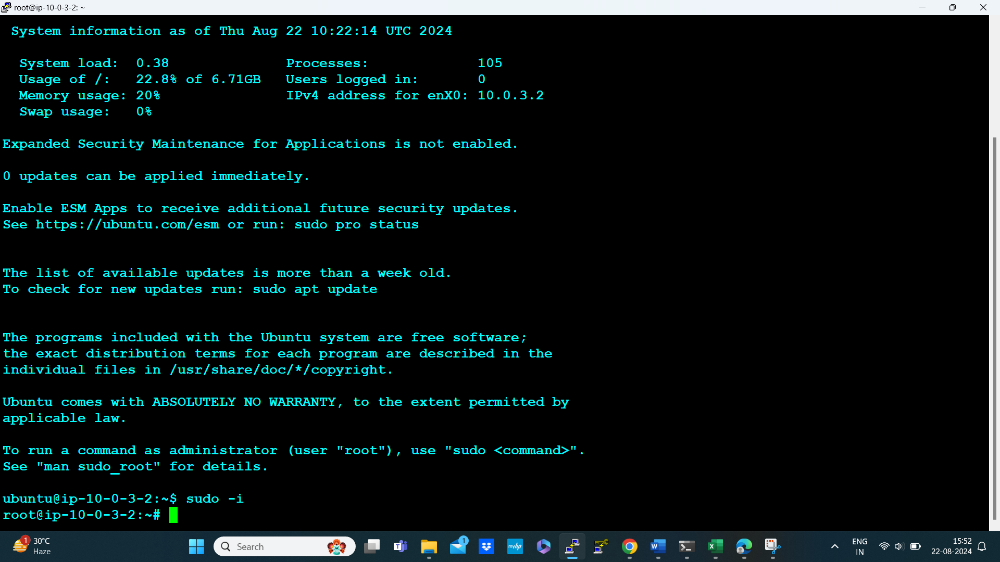 root@ip-10-0-3-2: ~
System information as of Thu Aug 22 10:22:14 UTC 2024
System load:  0.38              Processes:             105
Usage of /:   22.8% of 6.71GB   Users logged in:       0
Memory usage: 20%               IPv4 address for enX0: 10.0.3.2
Swap usage:   0%
Expanded Security Maintenance for Applications is not enabled.
0 updates can be applied immediately.
Enable ESM Apps to receive additional future security updates.
See https://ubuntu.com/esm or run: sudo pro status
The list of available updates is more than a week old.
To check for new updates run: sudo apt update
The programs included with the Ubuntu system are free software;
the exact distribution terms for each program are described in the
individual files in /usr/share/doc/*/copyright.
Ubuntu comes with ABSOLUTELY NO WARRANTY, to the extent permitted by
applicable law.
To run a command as administrator (user "root"), use "sudo <command>".
See "man sudo_root" for details.
ubuntu@ip-10-0-3-2:~$ sudo -i
root@ip-10-0-3-2:~#
1
30°C
Haze
Search
1
myhp
ENG
IN
15:52
22-08-2024